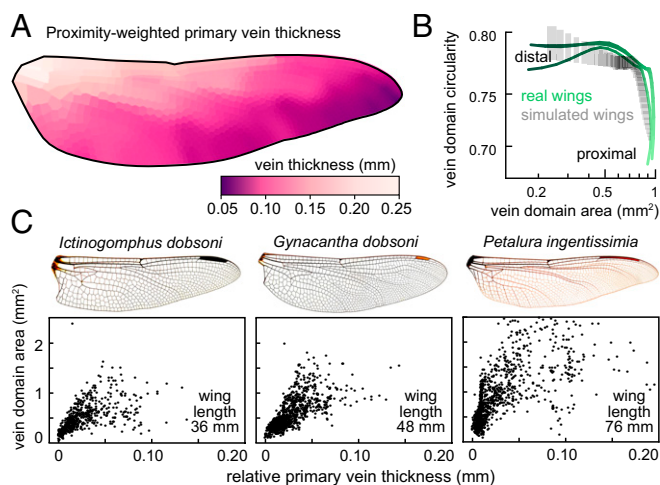 A
Proximity-weighted primary vein thickness
vein thickness (mm)
0.05 0.10 0.15 0.20 0.25
B
vein domain circularity
0.80
0.75
0.70
distal
real wings
simulated wings
proximal
0.2 0.5 1
vein domain area (mm²)
C
Ictinogomphus dobsoni
Gynacantha dobsoni
Petalura ingentissimia
vein domain area (mm²)
2
1
0
wing
length
36 mm
wing
length
48 mm
wing
length
76 mm
0 0.10 0.20
0 0.10 0.20
0 0.10 0.20
relative primary vein thickness (mm)